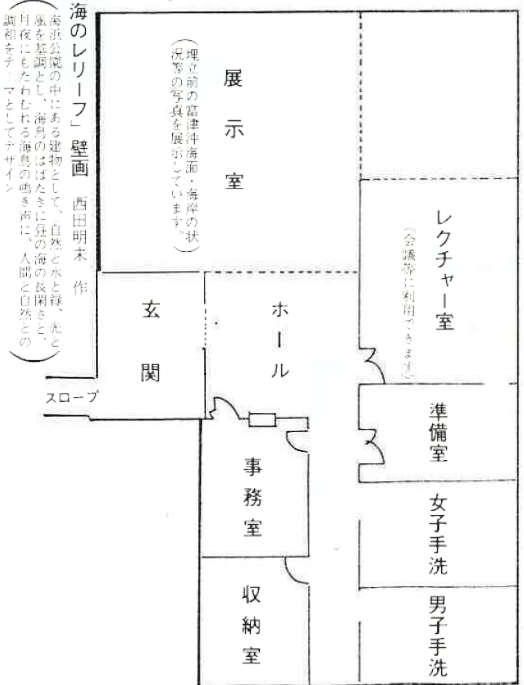 レクチャー室
(会議等に利用できます)
準備室
女子手洗
男子手洗
展示室
(埋立前の富津沖海面・海岸の状
況等の写真を展示しています。)
ホール
玄関
事務室
収納室
スロープ
海のレリーフ」壁画 西田明未 作
(海浜公園の中にある建物として、自然と水と緑、光と
風を基調とし、海鳥のはばたきに昼の海の長閑さと、
月夜にもたわむれる海鳥の鳴き声に、人間と自然との
調和をテーマとしてデザイン)